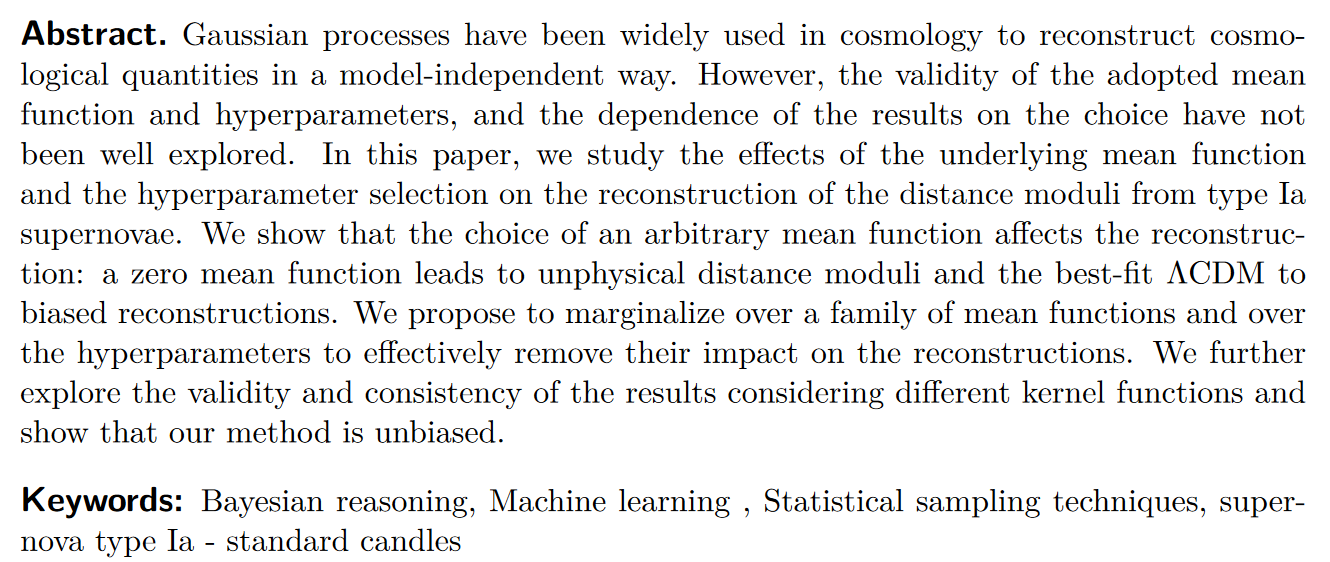 Abstract. Gaussian processes have been widely used in cosmology to reconstruct cosmo-
logical quantities in a model-independent way. However, the validity of the adopted mean
function and hyperparameters, and the dependence of the results on the choice have not
been well explored. In this paper, we study the effects of the underlying mean function
and the hyperparameter selection on the reconstruction of the distance moduli from type Ia
supernovae. We show that the choice of an arbitrary mean function affects the reconstruc-
tion: a zero mean function leads to unphysical distance moduli and the best-fit ΛCDM to
biased reconstructions. We propose to marginalize over a family of mean functions and over
the hyperparameters to effectively remove their impact on the reconstructions. We further
explore the validity and consistency of the results considering different kernel functions and
show that our method is unbiased.
Keywords: Bayesian reasoning, Machine learning , Statistical sampling techniques, super-
nova type Ia - standard candles